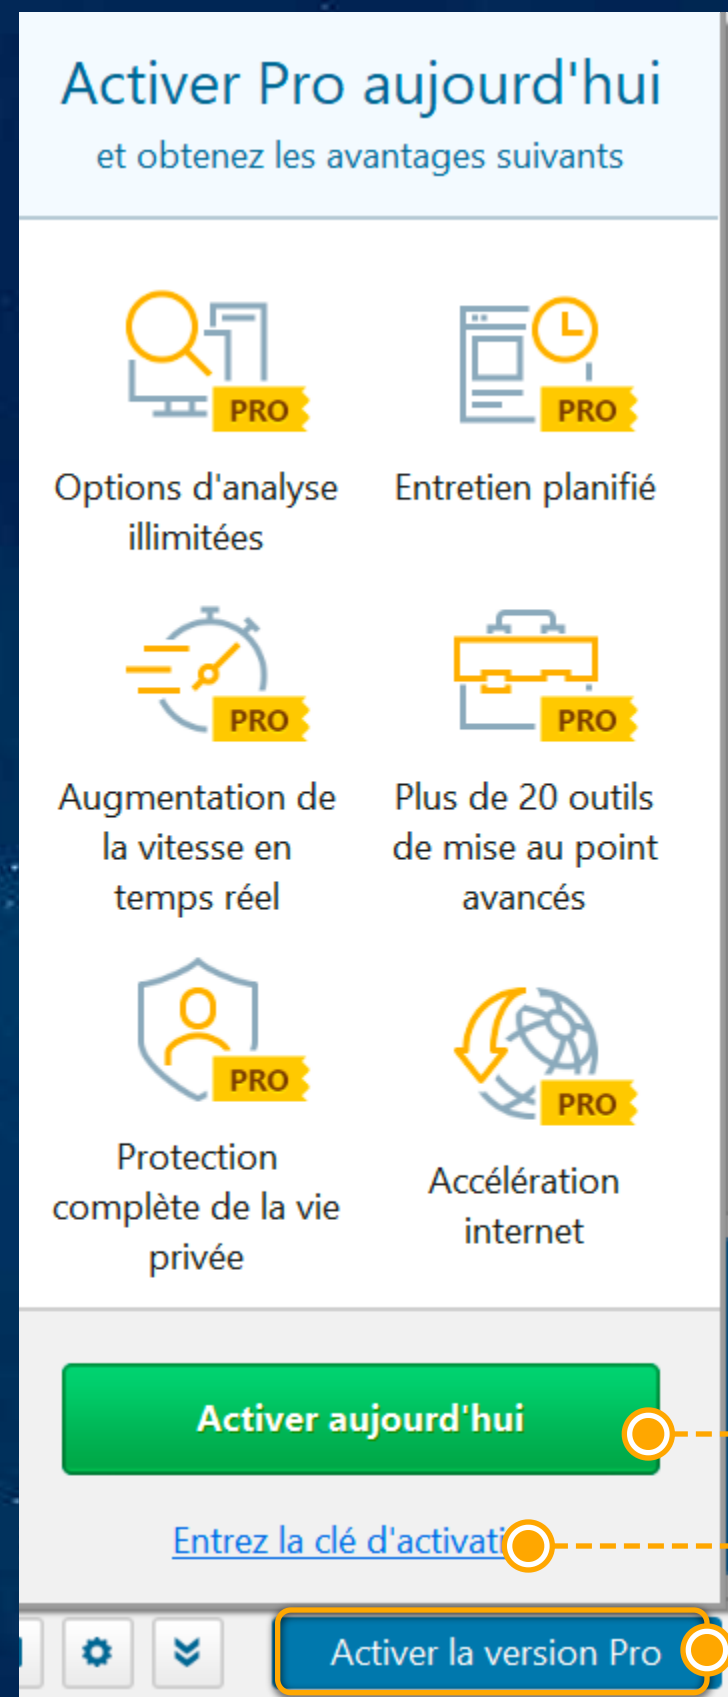 Activer Pro aujourd'hui
et obtenez les avantages suivants
PRO
PRO
Options d'analyse
illimitées
Entretien planifié
PRO
PRO
Augmentation de
la vitesse en
temps réel
Plus de 20 outils
de mise au point
avancés
PRO
PRO
Protection
complète de la vie
privée
Accélération
internet
Activer aujourd'hui
Entrez la clé d'activati
Activer la version Pro